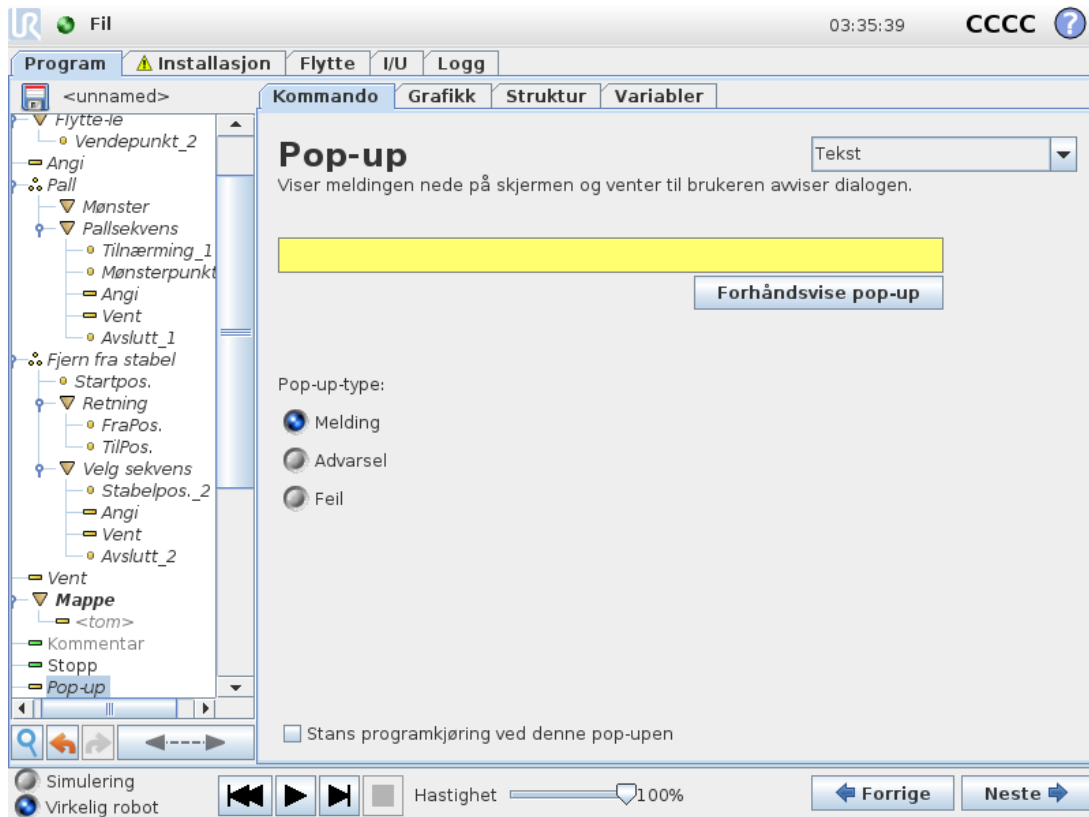 UR Fil 03:35:39 CCCC ?
Program Installasjon Flytte I/U Logg
<unnamed>
Flytte-le
Vendepunkt_2
Angi
Pall
Mønster
Pallsekvens
Tilnærming_1
Mønsterpunkt
Angi
Vent
Avslutt_1
Fjern fra stabel
Startpos.
Retning
FraPos.
TilPos.
Velg sekvens
Stabelpos._2
Angi
Vent
Avslutt_2
Vent
Mappe
<tom>
Kommentar
Stopp
Pop-up
Kommando Grafikk Struktur Variabler
Pop-up
Tekst
Viser meldingen nede på skjermen og venter til brukeren avviser dialogen.
Forhåndsvise pop-up
Pop-up-type:
Melding
Advarsel
Feil
Stans programkjøring ved denne pop-upen
Simulering
Virkelig robot
Hastighet 100%
Forrige Neste